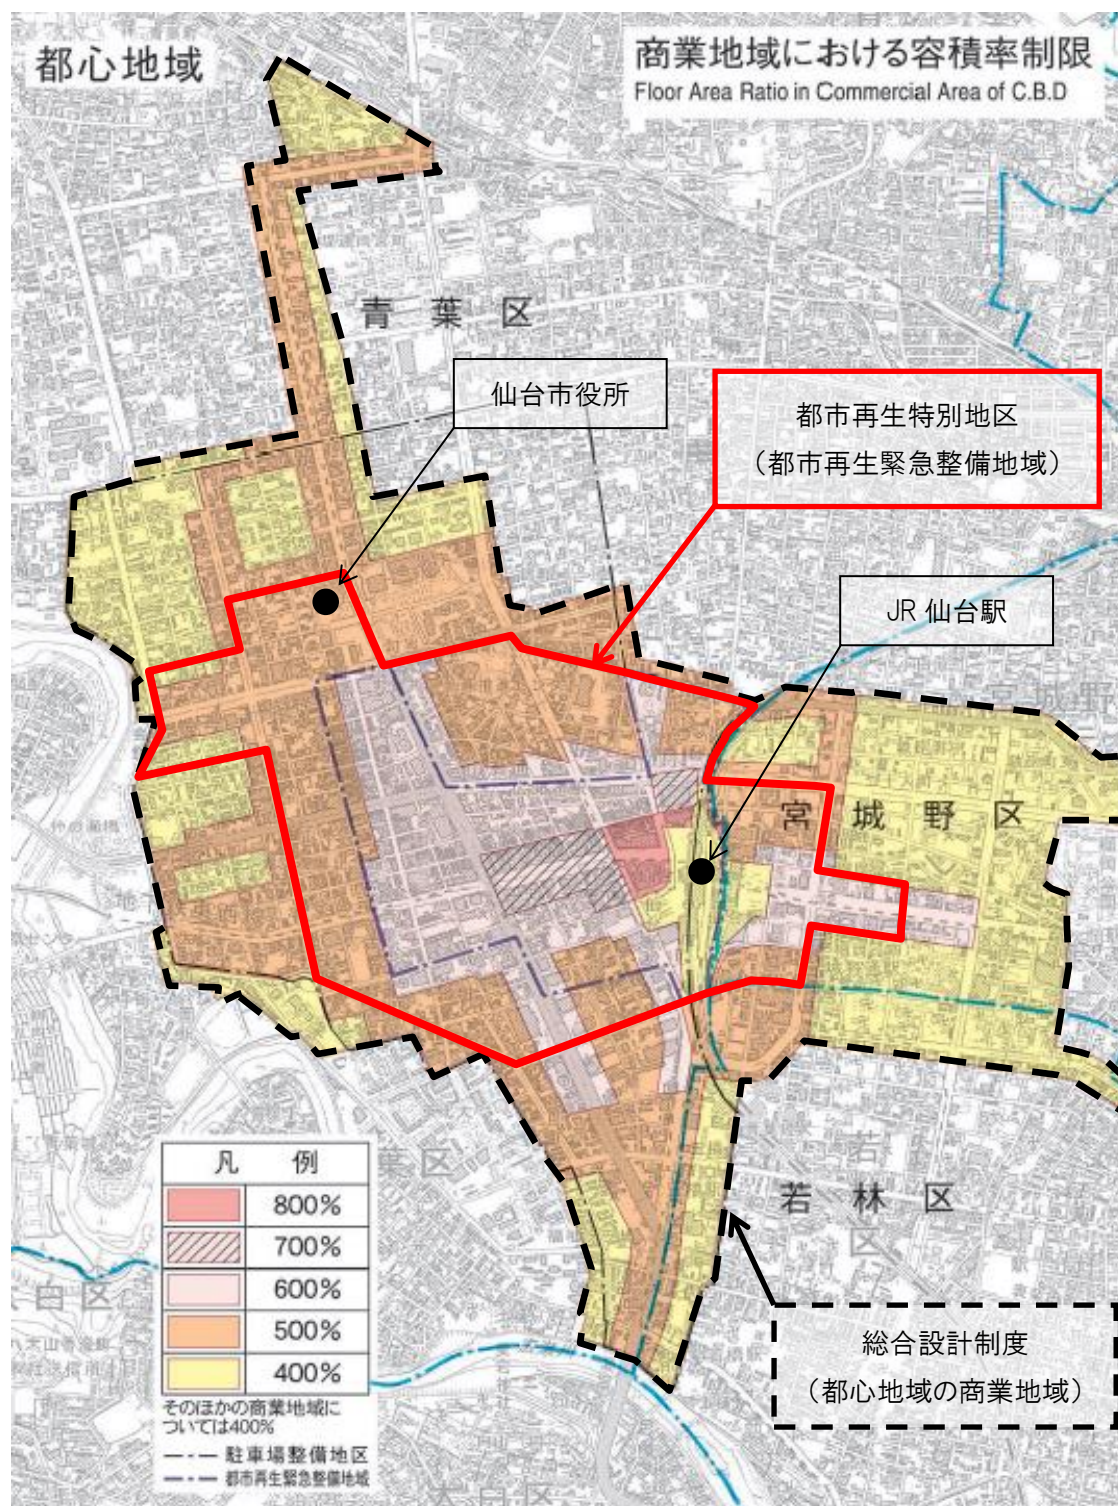 都心地域
商業地域における容積率制限
Floor Area Ratio in Commercial Area of C.B.D
青葉区
仙台市役所
都市再生特別地区
（都市再生緊急整備地域）
JR 仙台駅
宮城野区
若林区
総合設計制度
（都心地域の商業地域）
凡 例
800%
700%
600%
500%
400%
そのほかの商業地域に
ついては400%
駐車場整備地区
都市再生緊急整備地域
白区